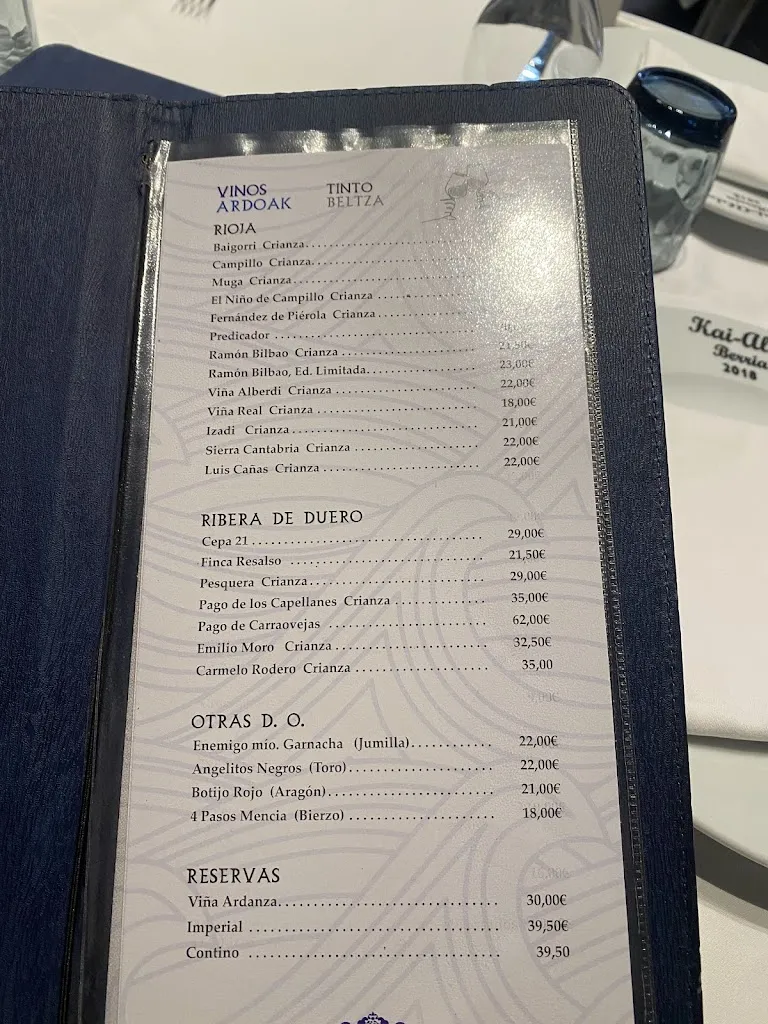 VINOS TINTO
ARDOAK BELTZA
RIOJA
Baigorri Crianza
Campillo Crianza
Muga Crianza
El Niño de Campillo Crianza
Fernández de Piérola Crianza
Predicador
Ramón Bilbao Crianza 21,50€
Ramón Bilbao, Ed. Limitada 23,00€
Viña Alberdi Crianza 22,00€
Viña Real Crianza 18,00€
Izadi Crianza 21,00€
Sierra Cantabria Crianza 22,00€
Luis Cañas Crianza 22,00€
RIBERA DE DUERO
Cepa 21 29,00€
Finca Resalso 21,50€
Pesquera Crianza 29,00€
Pago de los Capellanes Crianza 35,00€
Pago de Carraovejas 62,00€
Emilio Moro Crianza 32,50€
Carmelo Rodero Crianza 35,00
OTRAS D. O.
Enemigo mío. Garnacha (Jumilla) 22,00€
Angelitos Negros (Toro) 22,00€
Botijo Rojo (Aragón) 21,00€
4 Pasos Mencia (Bierzo) 18,00€
RESERVAS
Viña Ardanza 30,00€
Imperial 39,50€
Contino 39,50
Kai-Al
Berria
2018